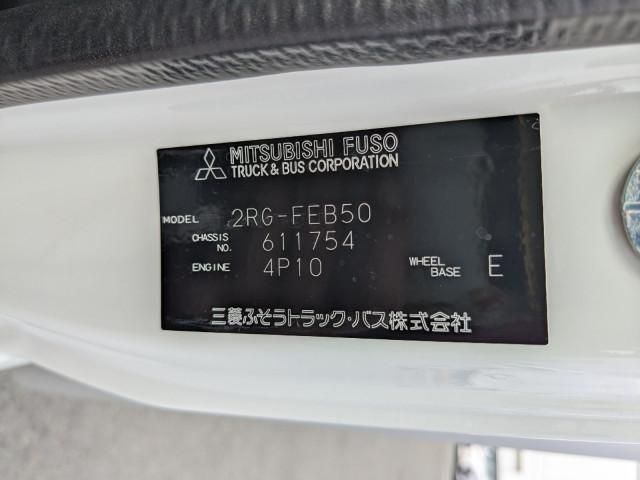 MITSUBISHI FUSO
TRUCK & BUS CORPORATION
MODEL 2RG-FEB50
CHASSIS NO. 611754
ENGINE 4P10 WHEEL BASE E
三菱ふそうトラック・バス株式会社